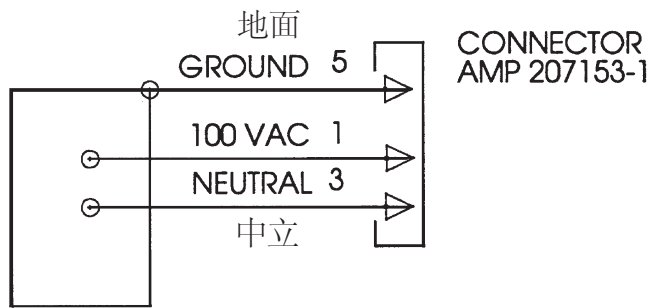 地面
GROUND 5
100 VAC 1
NEUTRAL 3
中立
CONNECTOR
AMP 207153-1